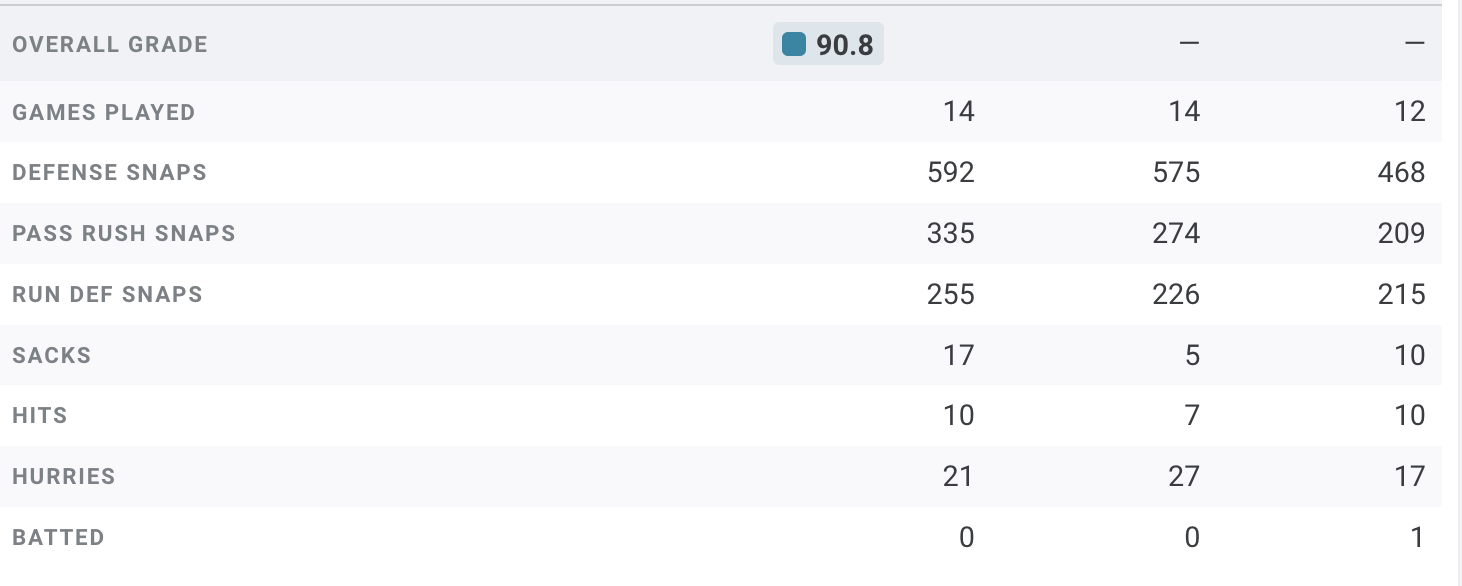 OVERALL GRADE 90.8 — —
GAMES PLAYED 14 14 12
DEFENSE SNAPS 592 575 468
PASS RUSH SNAPS 335 274 209
RUN DEF SNAPS 255 226 215
SACKS 17 5 10
HITS 10 7 10
HURRIES 21 27 17
BATTED 0 0 1